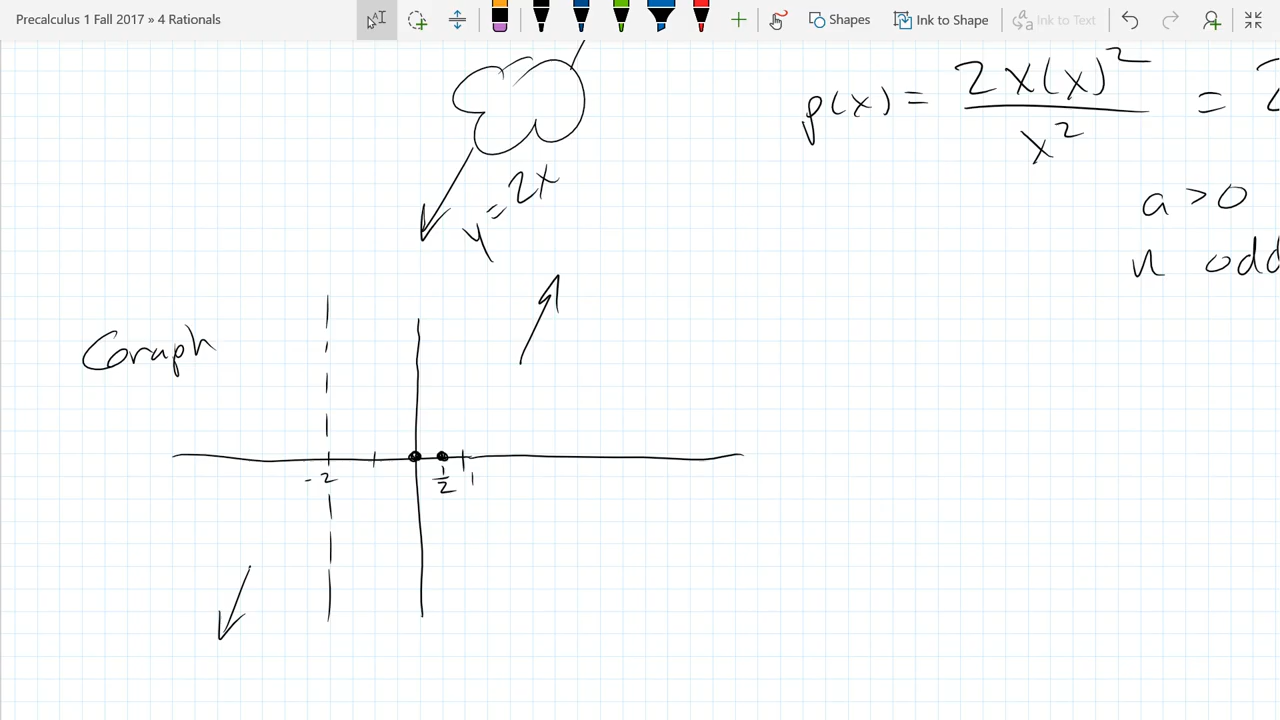 Precalculus 1 Fall 2017 » 4 Rationals
Shapes
Ink to Shape
Ink to Text
p(x) = 2x(x)² / x² = 2
a > 0
n odd
y = 2x
Graph
-2
1/2
1